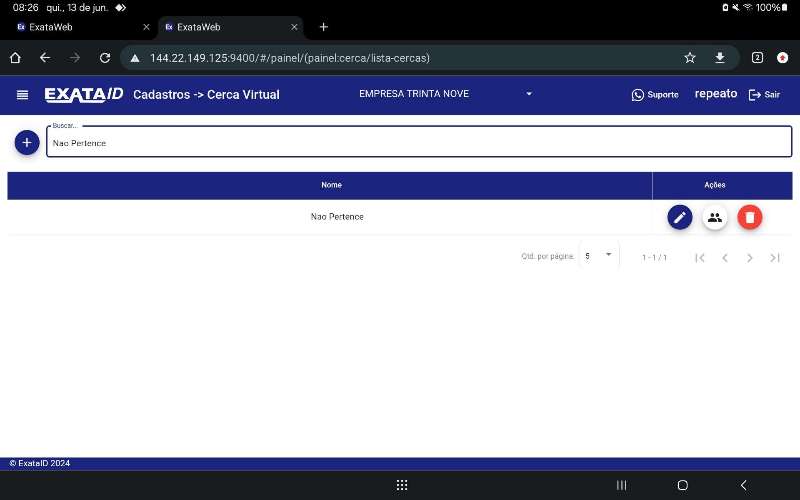 08:26 qui., 13 de jun.
100%
ExataWeb
ExataWeb
144.22.149.125:9400/#/painel/(painel:cerca/lista-cercas)
2
EXATAID
Cadastros -> Cerca Virtual
EMPRESA TRINTA NOVE
Suporte
repeato
Sair
Buscar...
Nao Pertence
Nome
Ações
Nao Pertence
Qtd. por página:
5
1 - 1 / 1
© ExataID 2024